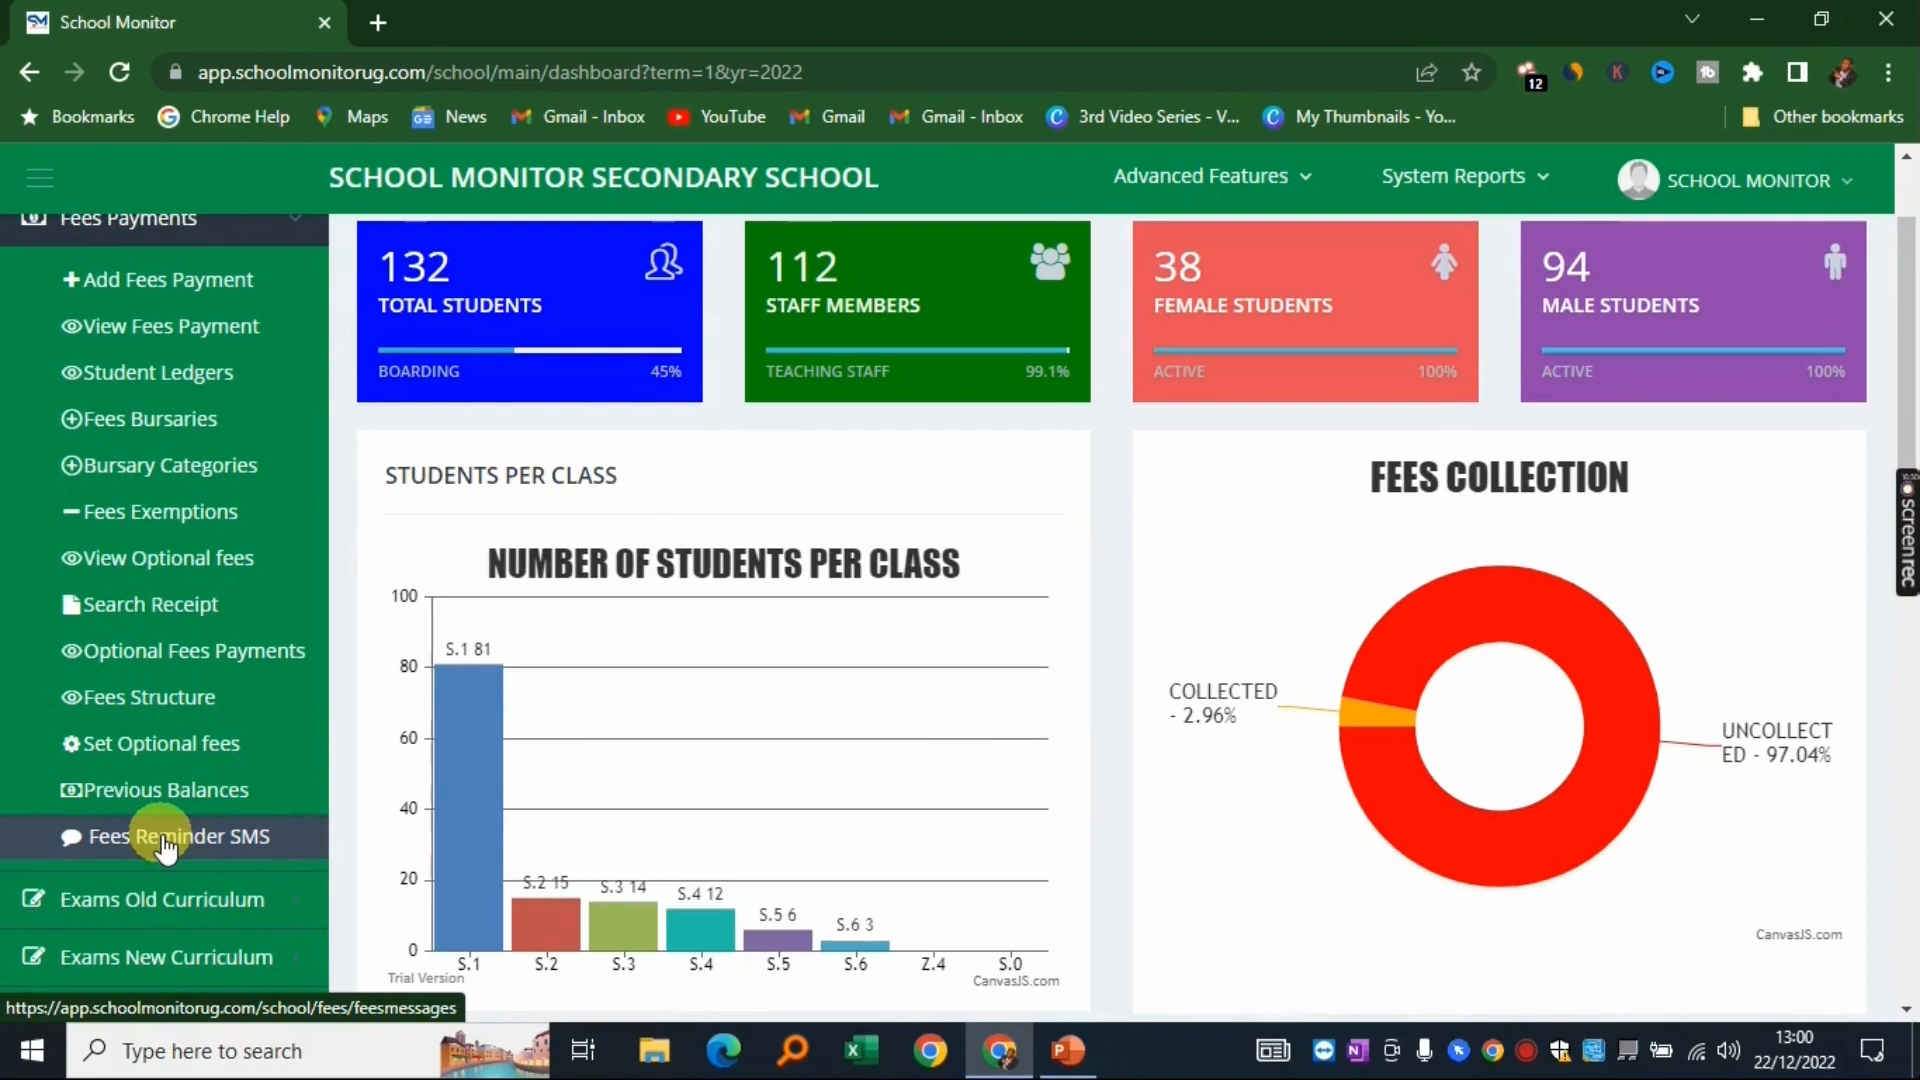 School Monitor
app.schoolmonitorug.com/school/main/dashboard?term=1&yr=2022
12
Bookmarks
Chrome Help
Maps
News
Gmail - Inbox
YouTube
Gmail
Gmail - Inbox
3rd Video Series - V...
My Thumbnails - Yo...
Other bookmarks
SCHOOL MONITOR SECONDARY SCHOOL
Advanced Features
System Reports
SCHOOL MONITOR
Fees Payments
Add Fees Payment
View Fees Payment
Student Ledgers
Fees Bursaries
Bursary Categories
Fees Exemptions
View Optional fees
Search Receipt
Optional Fees Payments
Fees Structure
Set Optional fees
Previous Balances
Fees Reminder SMS
Exams Old Curriculum
Exams New Curriculum
132
TOTAL STUDENTS
BOARDING 45%
112
STAFF MEMBERS
TEACHING STAFF 99.1%
38
FEMALE STUDENTS
ACTIVE 100%
94
MALE STUDENTS
ACTIVE 100%
STUDENTS PER CLASS
NUMBER OF STUDENTS PER CLASS
100
80
60
40
20
0
S.1 81
S.2 15
S.3 14
S.4 12
S.5 6
S.6 3
S.1 S.2 S.3 S.4 S.5 S.6 Z.4 S.0
Trial Version
CanvasJS.com
FEES COLLECTION
COLLECTED
- 2.96%
UNCOLLECT
ED - 97.04%
CanvasJS.com
screenrec
https://app.schoolmonitorug.com/school/fees/feesmessages
Type here to search
13:00
22/12/2022